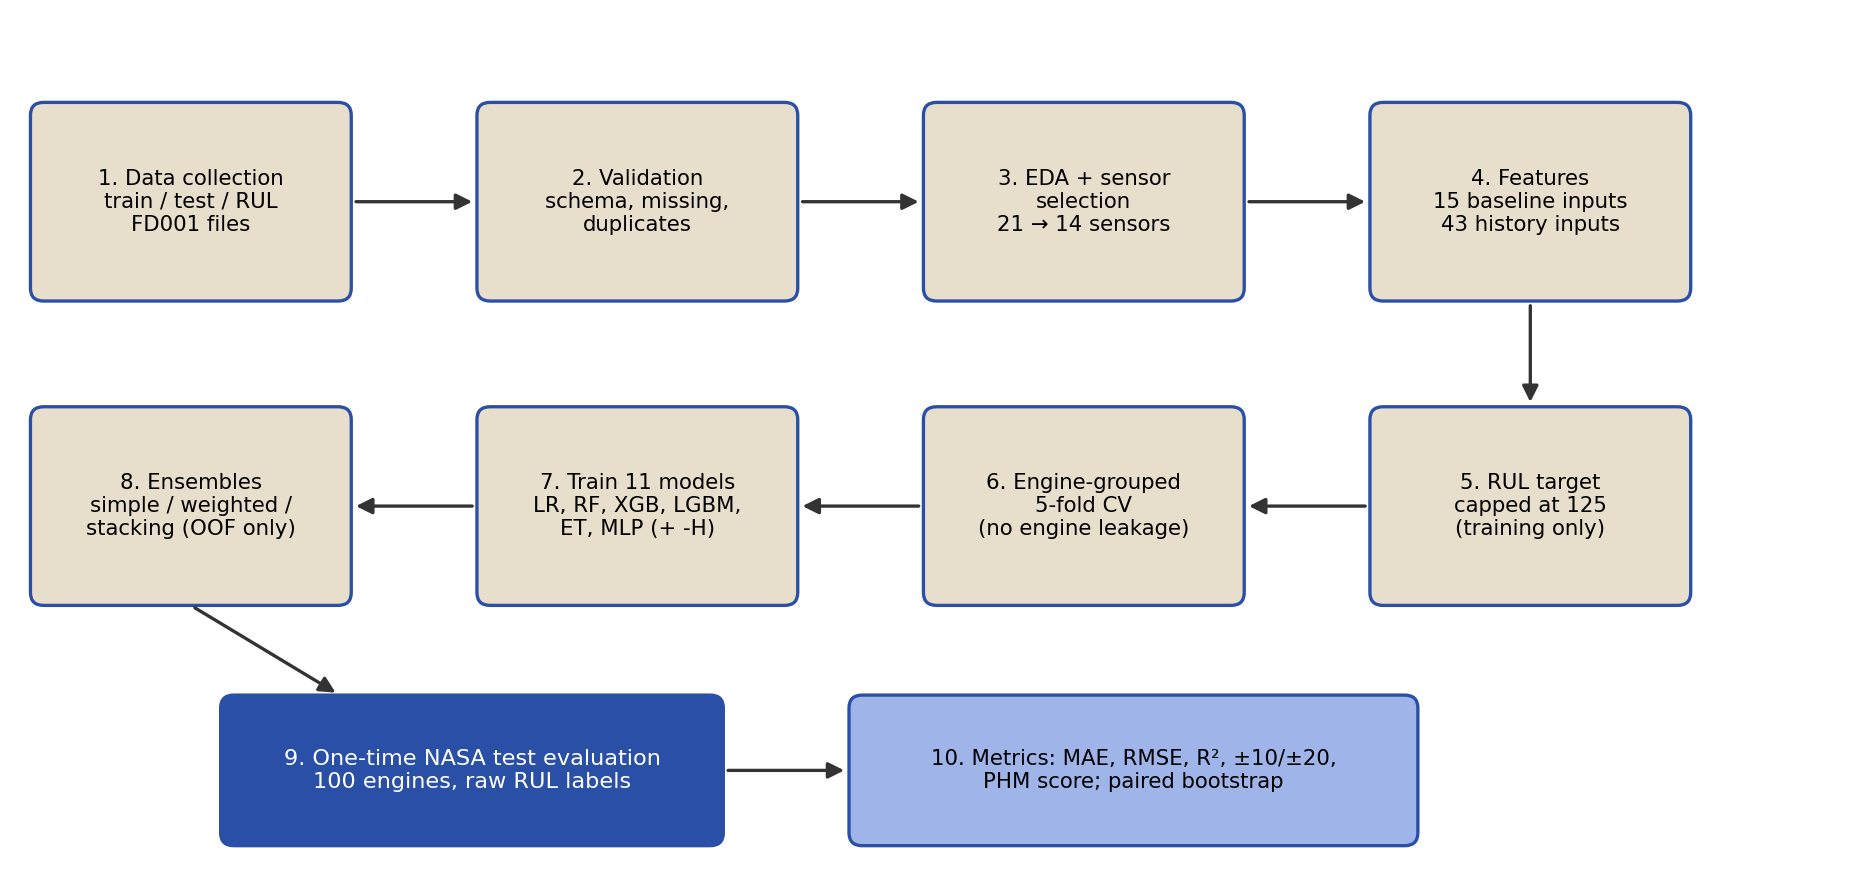 1. Data collection
train / test / RUL
FD001 files
2. Validation
schema, missing,
duplicates
3. EDA + sensor
selection
21 → 14 sensors
4. Features
15 baseline inputs
43 history inputs
5. RUL target
capped at 125
(training only)
6. Engine-grouped
5-fold CV
(no engine leakage)
7. Train 11 models
LR, RF, XGB, LGBM,
ET, MLP (+ -H)
8. Ensembles
simple / weighted /
stacking (OOF only)
9. One-time NASA test evaluation
100 engines, raw RUL labels
10. Metrics: MAE, RMSE, R², ±10/±20,
PHM score; paired bootstrap